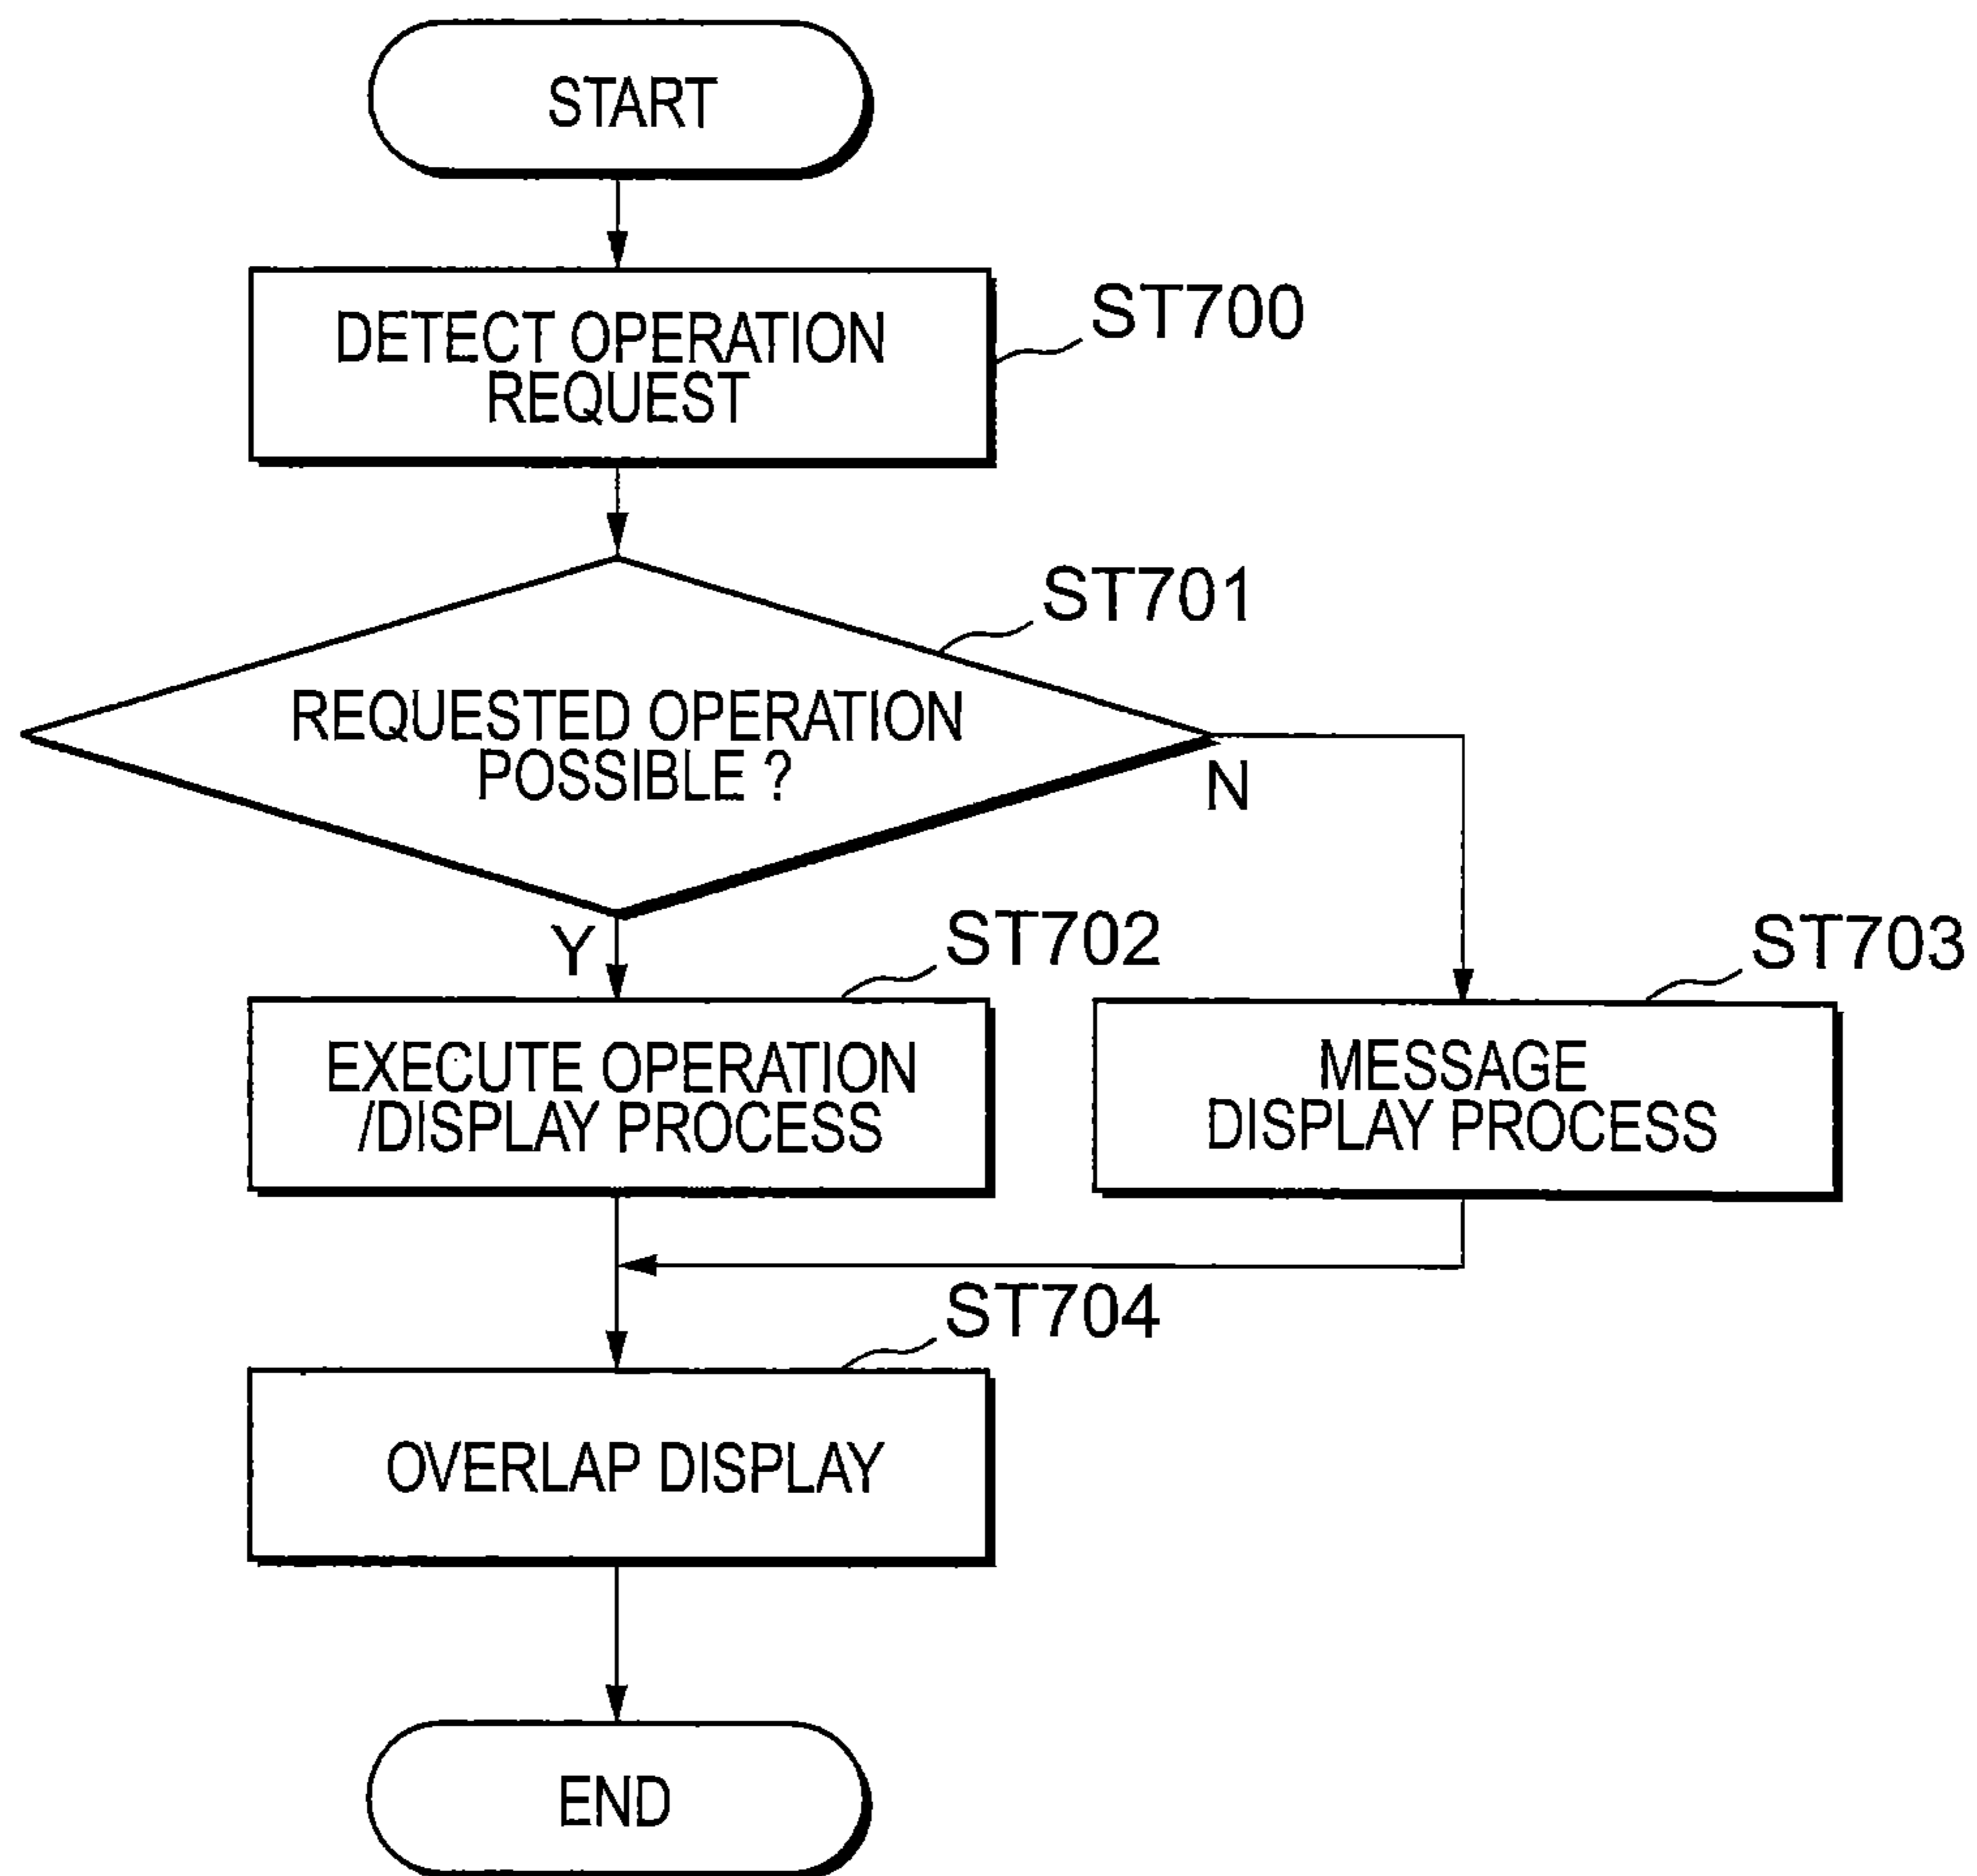 START
DETECT OPERATION
REQUEST
ST700
REQUESTED OPERATION
POSSIBLE ?
ST701
N
Y
EXECUTE OPERATION
/DISPLAY PROCESS
ST702
MESSAGE
DISPLAY PROCESS
ST703
OVERLAP DISPLAY
ST704
END